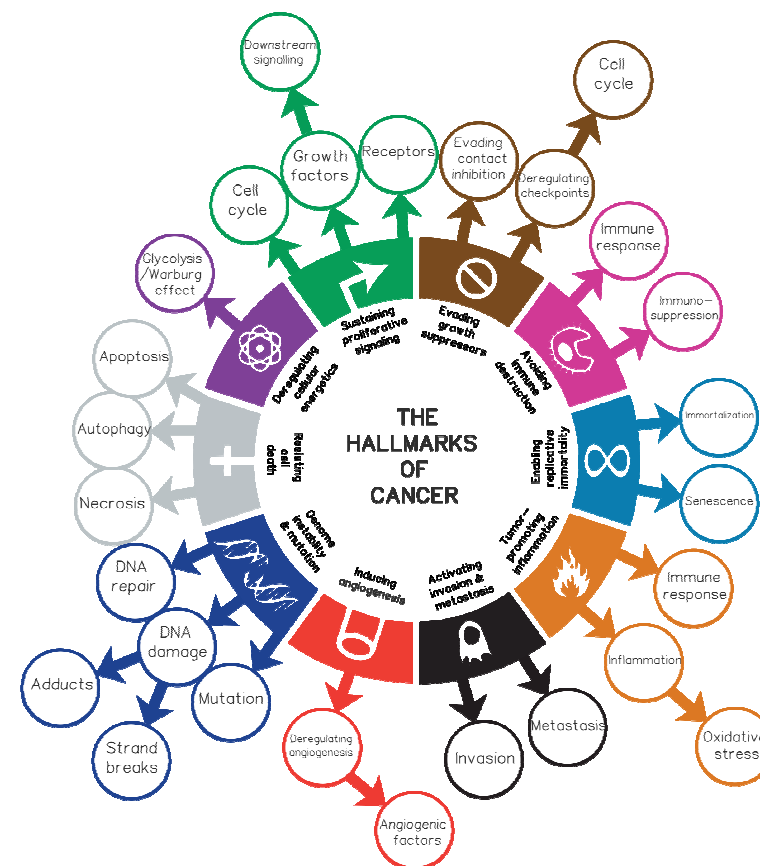 Downstream
signalling
Growth
factors
Receptors
Cell
cycle
Evading
contact
inhibition
Deregulating
checkpoints
Cell
cycle
Immune
response
Immuno-
suppression
Immortalization
Senescence
Immune
response
Inflammation
Oxidative
stress
Metastasis
Invasion
Deregulating
angiogenesis
Angiogenic
factors
Mutation
DNA
damage
Strand
breaks
Adducts
DNA
repair
Necrosis
Autophagy
Apoptosis
Glycolysis
/Warburg
effect
Sustaining
proliferative
signaling
Evading
growth
suppressors
Avoiding
immune
destruction
Enabling
replicative
immortality
Tumor-
promoting
inflammation
Activating
invasion &
metastasis
Inducing
angiogenesis
Genome
instability
& mutation
Resisting
cell
death
Deregulating
cellular
energetics
THE
HALLMARKS
OF
CANCER